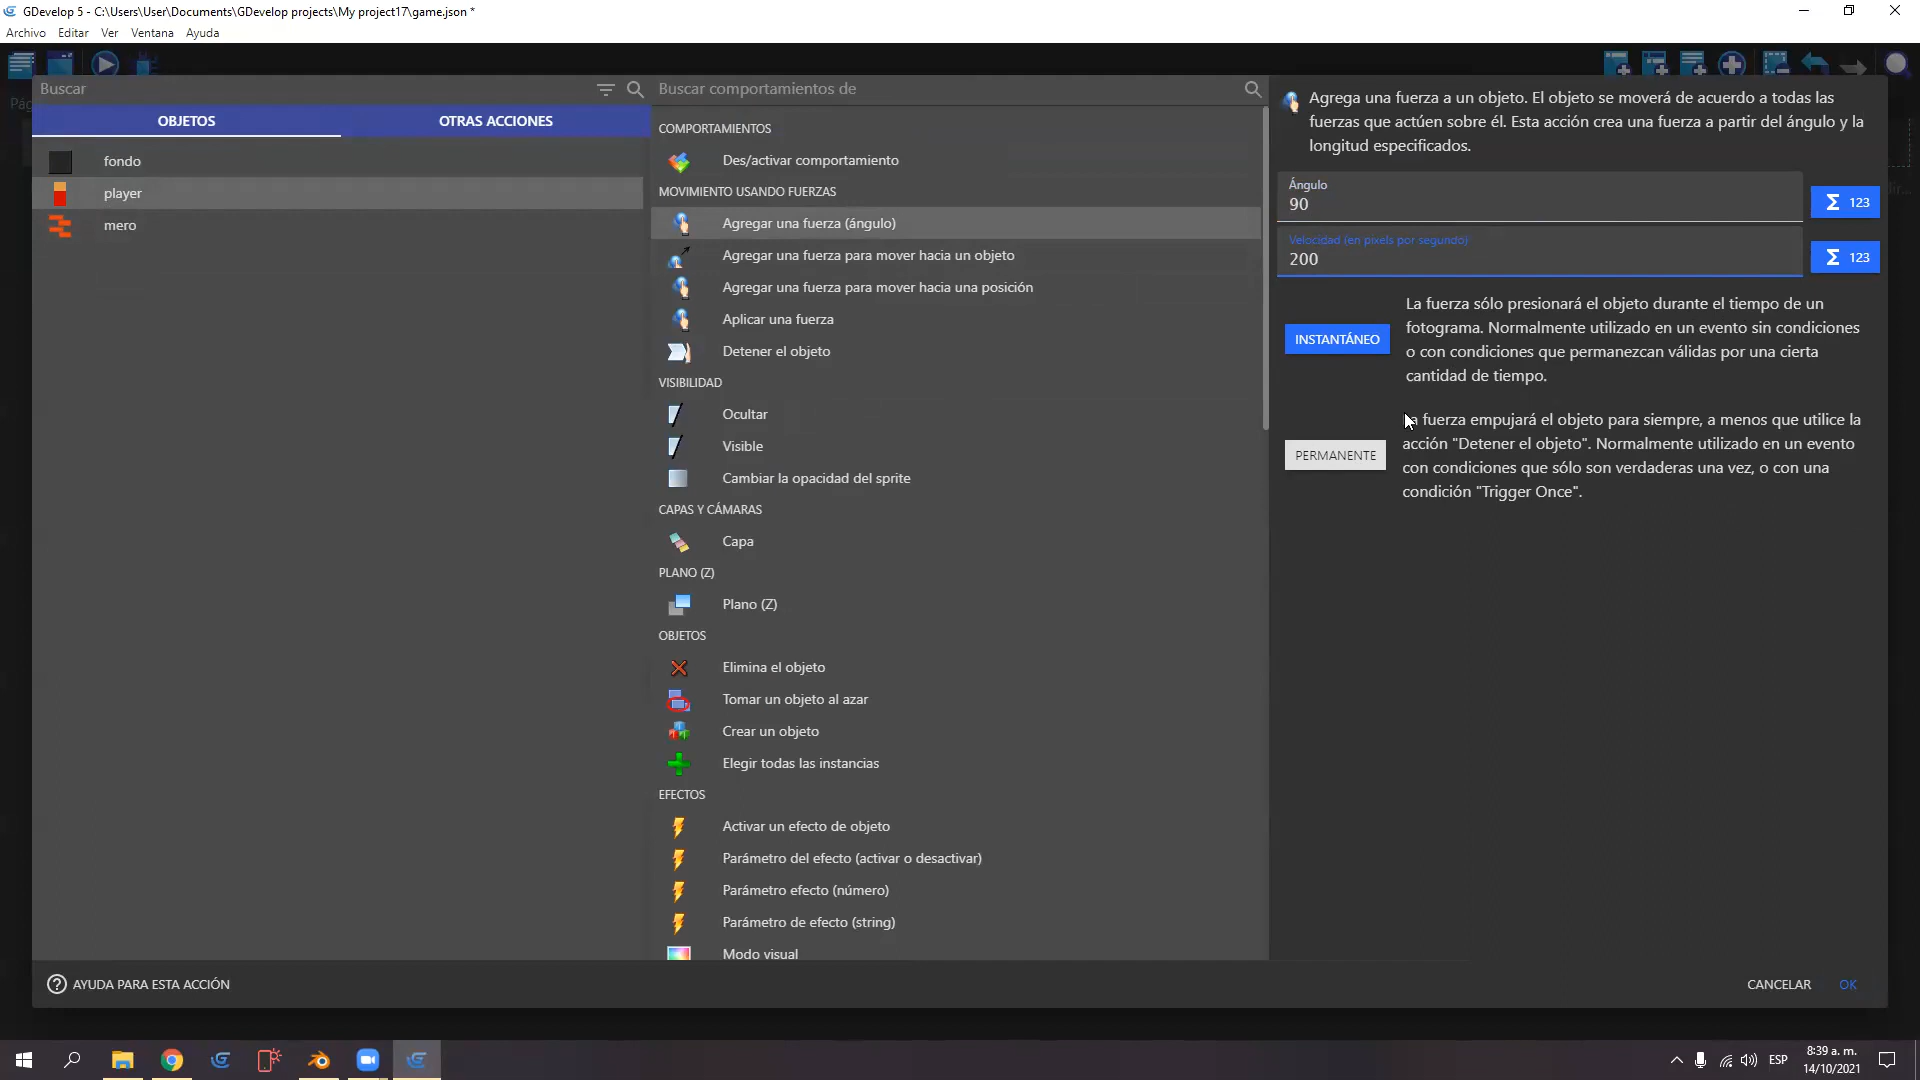 GDevelop 5 - C:\Users\User\Documents\GDevelop projects\My project17\game.json *
Archivo Editar Ver Ventana Ayuda
Buscar
OBJETOS
OTRAS ACCIONES
fondo
player
mero
Buscar comportamientos de
COMPORTAMIENTOS
Des/activar comportamiento
MOVIMIENTO USANDO FUERZAS
Agregar una fuerza (ángulo)
Agregar una fuerza para mover hacia un objeto
Agregar una fuerza para mover hacia una posición
Aplicar una fuerza
Detener el objeto
VISIBILIDAD
Ocultar
Visible
Cambiar la opacidad del sprite
CAPAS Y CÁMARAS
Capa
PLANO (Z)
Plano (Z)
OBJETOS
Elimina el objeto
Tomar un objeto al azar
Crear un objeto
Elegir todas las instancias
EFECTOS
Activar un efecto de objeto
Parámetro del efecto (activar o desactivar)
Parámetro efecto (número)
Parámetro de efecto (string)
Modo visual
Agrega una fuerza a un objeto. El objeto se moverá de acuerdo a todas las
fuerzas que actúen sobre él. Esta acción crea una fuerza a partir del ángulo y la
longitud especificados.
Ángulo
90
Σ 123
Velocidad (en pixels por segundo)
200
Σ 123
INSTANTÁNEO
La fuerza sólo presionará el objeto durante el tiempo de un
fotograma. Normalmente utilizado en un evento sin condiciones
o con condiciones que permanezcan válidas por una cierta
cantidad de tiempo.
PERMANENTE
La fuerza empujará el objeto para siempre, a menos que utilice la
acción "Detener el objeto". Normalmente utilizado en un evento
con condiciones que sólo son verdaderas una vez, o con una
condición "Trigger Once".
AYUDA PARA ESTA ACCIÓN
CANCELAR
OK
ESP
8:39 a. m.
14/10/2021